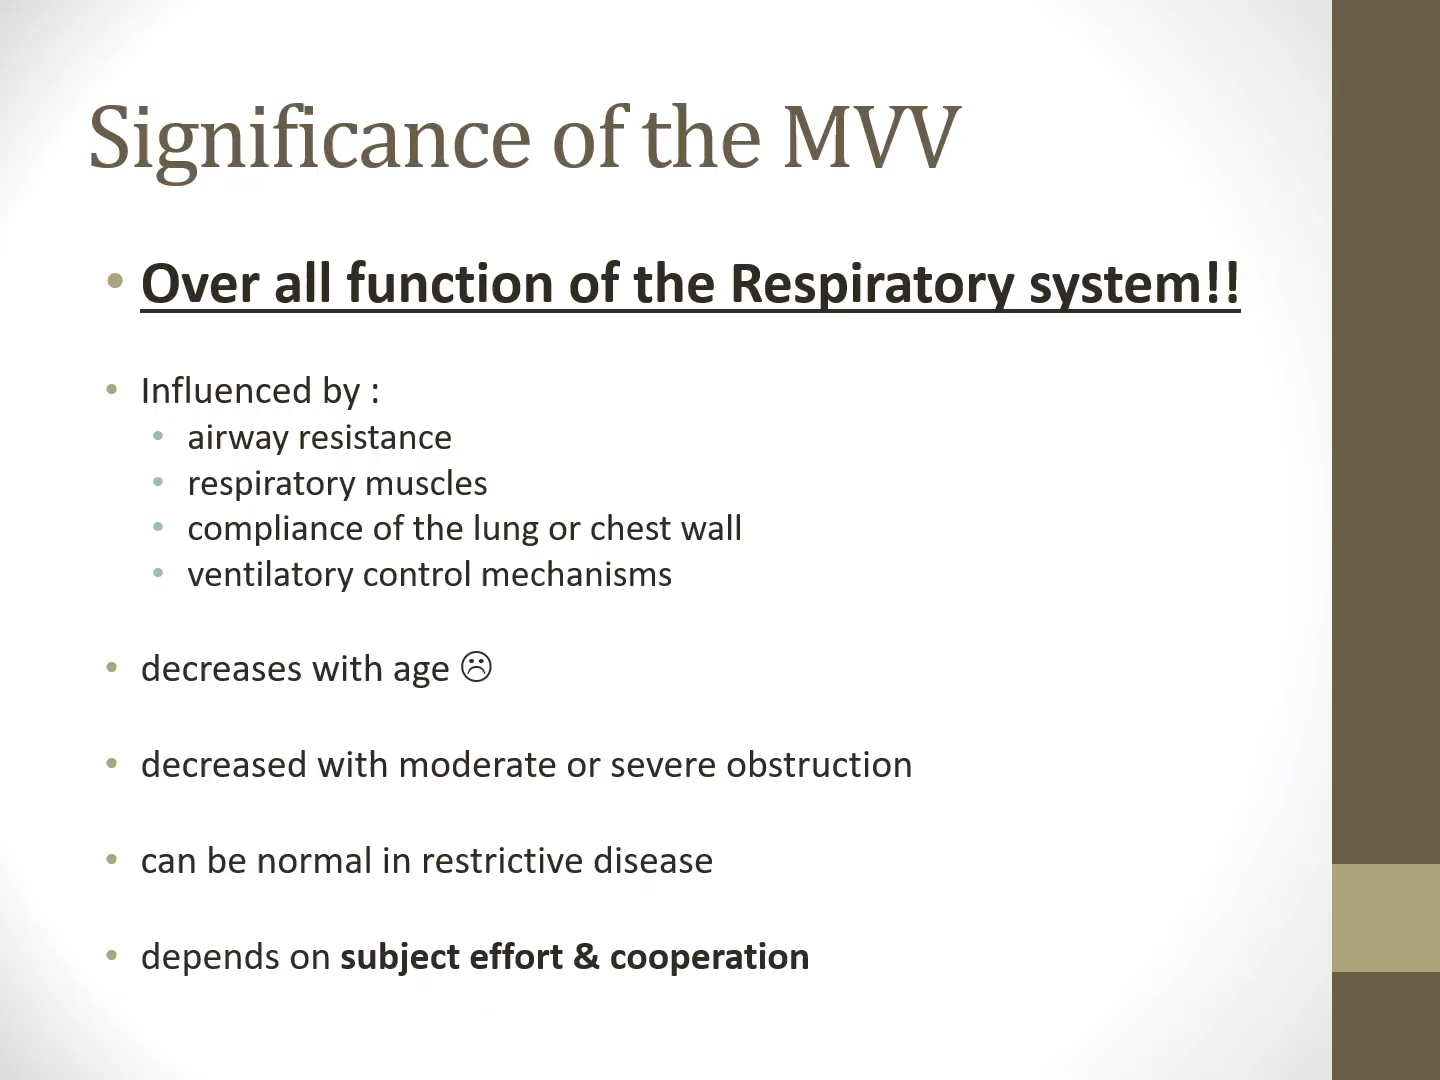 Significance of the MVV
• Over all function of the Respiratory system!!
• Influenced by :
• airway resistance
• respiratory muscles
• compliance of the lung or chest wall
• ventilatory control mechanisms
• decreases with age ☹
• decreased with moderate or severe obstruction
• can be normal in restrictive disease
• depends on subject effort & cooperation